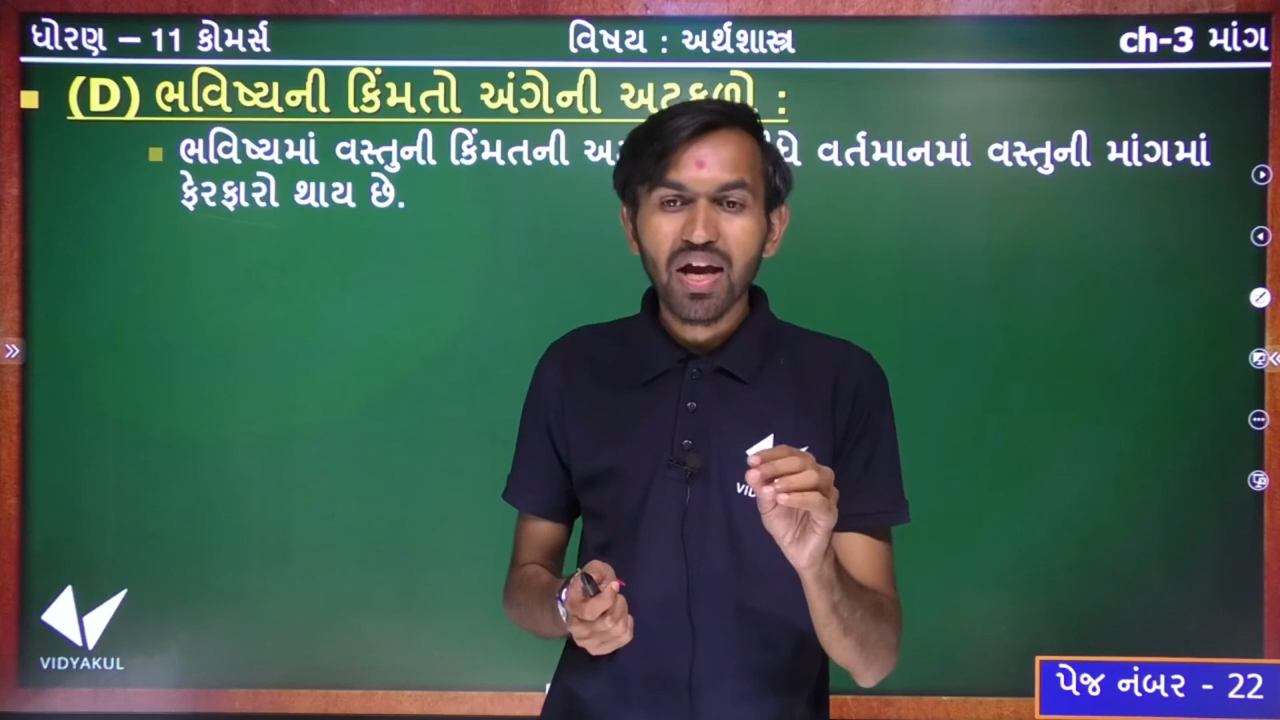 ધોરણ – 11 કોમર્સ
વિષય : અર્થશાસ્ત્ર
ch-3 માંગ
(D) ભવિષ્યની કિંમતો અંગેની અટકળો :
ભવિષ્યમાં વસ્તુની કિંમતની વર્તમાનમાં વસ્તુની માંગમાં
ફેરફારો થાય છે.
VIDYAKUL
પેજ નંબર - 22